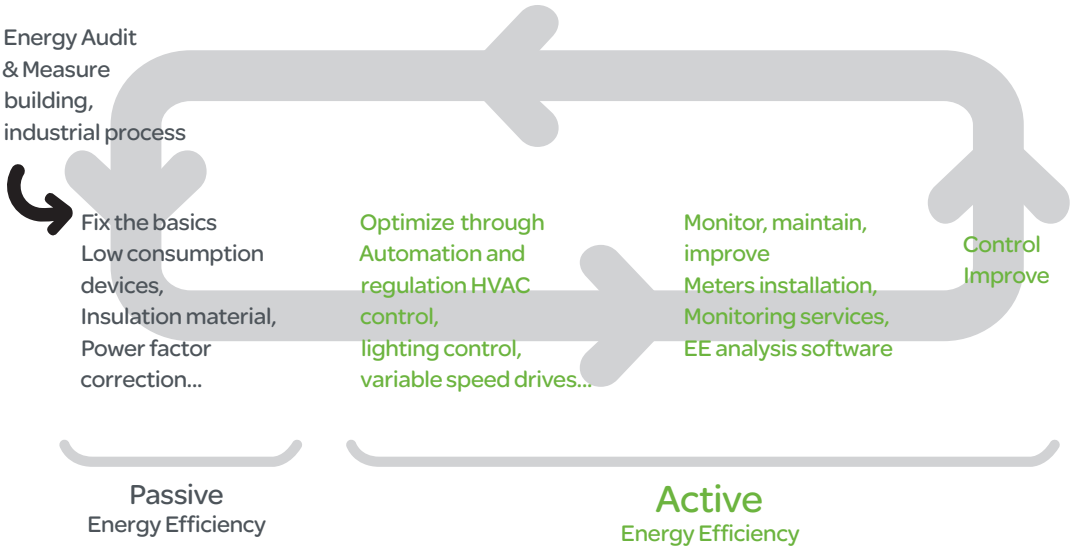 Energy Audit
& Measure
building,
industrial process
Fix the basics
Low consumption
devices,
Insulation material,
Power factor
correction...
Optimize through
Automation and
regulation HVAC
control,
lighting control,
variable speed drives...
Monitor, maintain,
improve
Meters installation,
Monitoring services,
EE analysis software
Control
Improve
Passive
Energy Efficiency
Active
Energy Efficiency